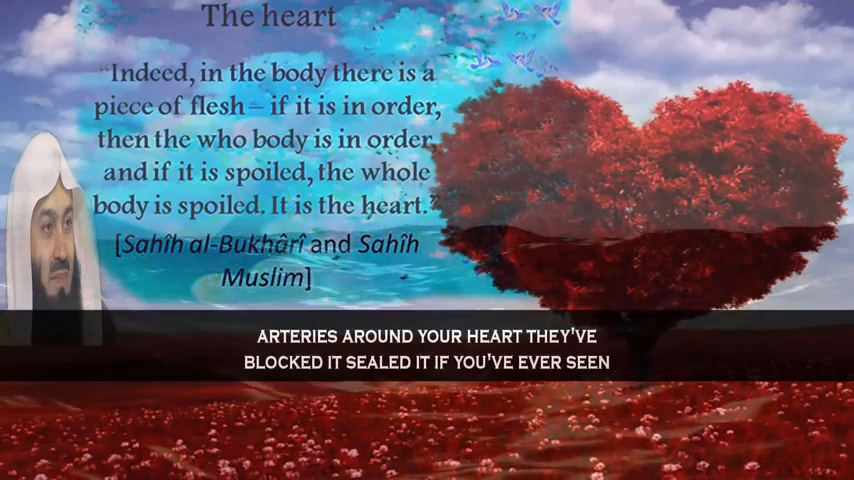 The heart
"Indeed, in the body there is a
piece of flesh – if it is in order,
then the who body is in order,
and if it is spoiled, the whole
body is spoiled. It is the heart."
[Sahîh al-Bukhârî and Sahîh
Muslim]
ARTERIES AROUND YOUR HEART THEY'VE
BLOCKED IT SEALED IT IF YOU'VE EVER SEEN